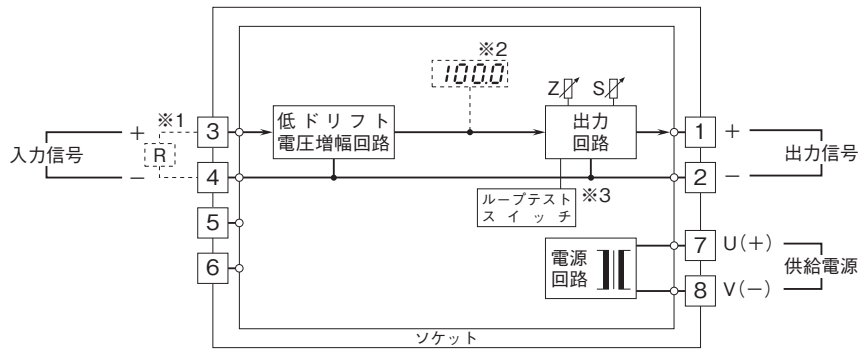 ※2
100.0
Z
S
※1
3
低ドリフト
電圧増幅回路
出力
回路
1
+
入力信号
+
R
−
4
2
−
出力信号
ループテスト
スイッチ
※3
5
6
電源
回路
7
U(+)
8
V(−)
供給電源
ソケット